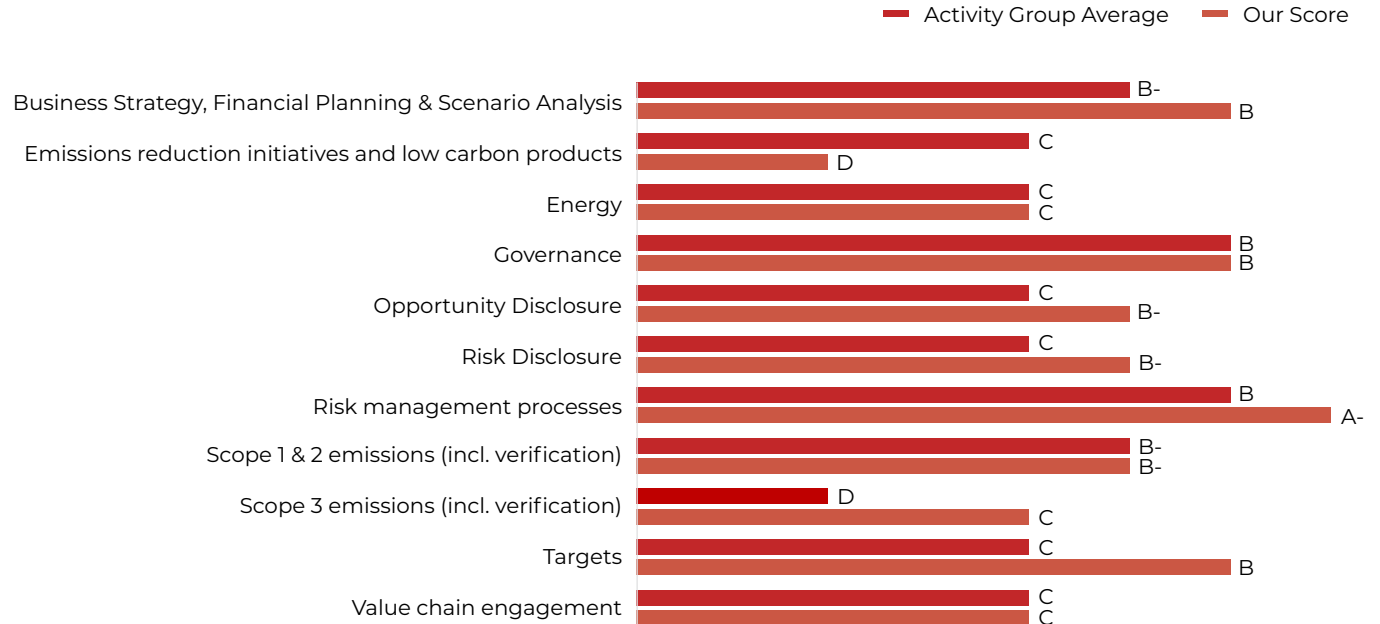 Activity Group Average Our Score
Business Strategy, Financial Planning & Scenario Analysis
B-
B
Emissions reduction initiatives and low carbon products
C
D
Energy
C
C
Governance
B
B
Opportunity Disclosure
C
B-
Risk Disclosure
C
B-
Risk management processes
B
A-
Scope 1 & 2 emissions (incl. verification)
B-
B-
Scope 3 emissions (incl. verification)
D
C
Targets
C
B
Value chain engagement
C
C